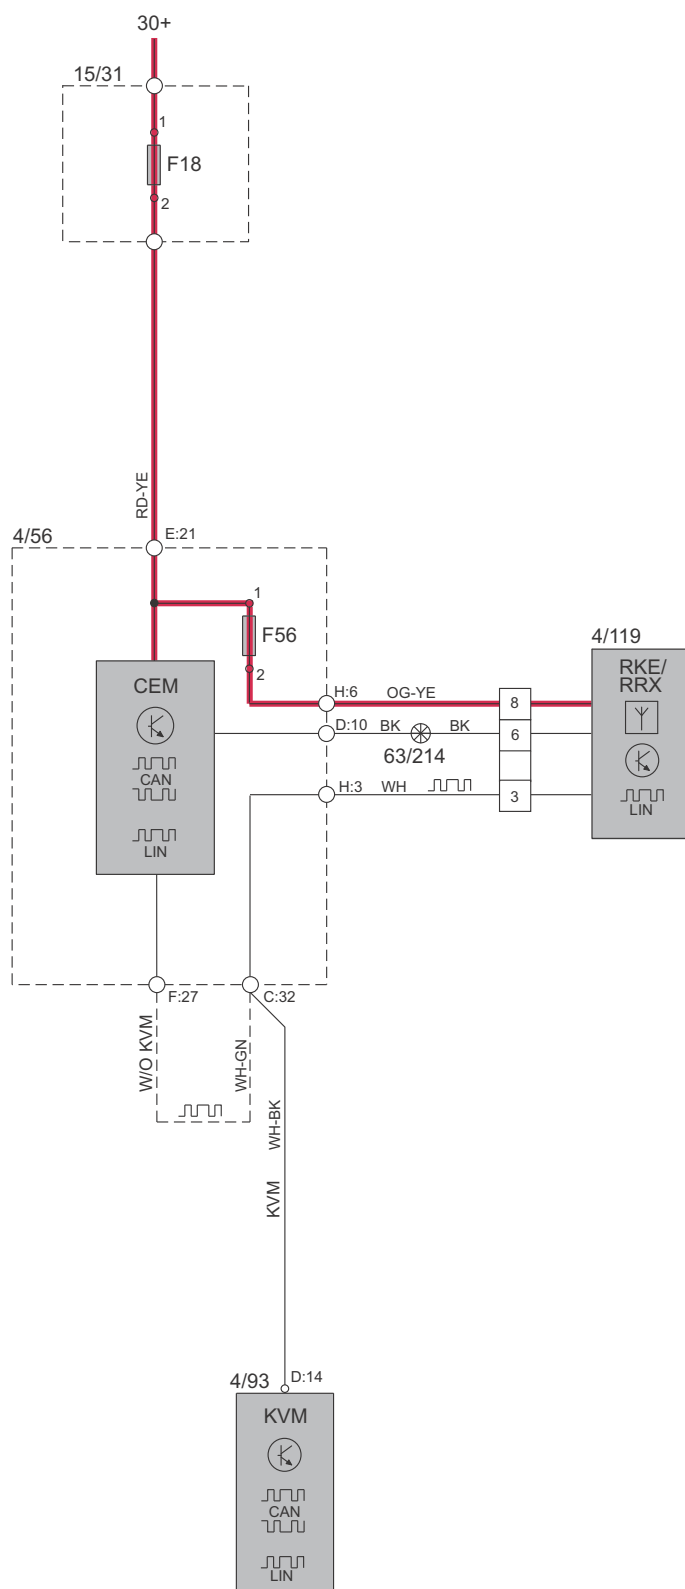 30+
15/31
1
F18
2
RD-YE
4/56
E:21
1
F56
2
4/119
CEM
CAN
LIN
H:6
OG-YE
8
RKE/
RRX
D:10
BK
BK
6
63/214
H:3
WH
3
LIN
F:27
C:32
W/O KVM
WH-GN
WH-BK
KVM
4/93
D:14
KVM
CAN
LIN